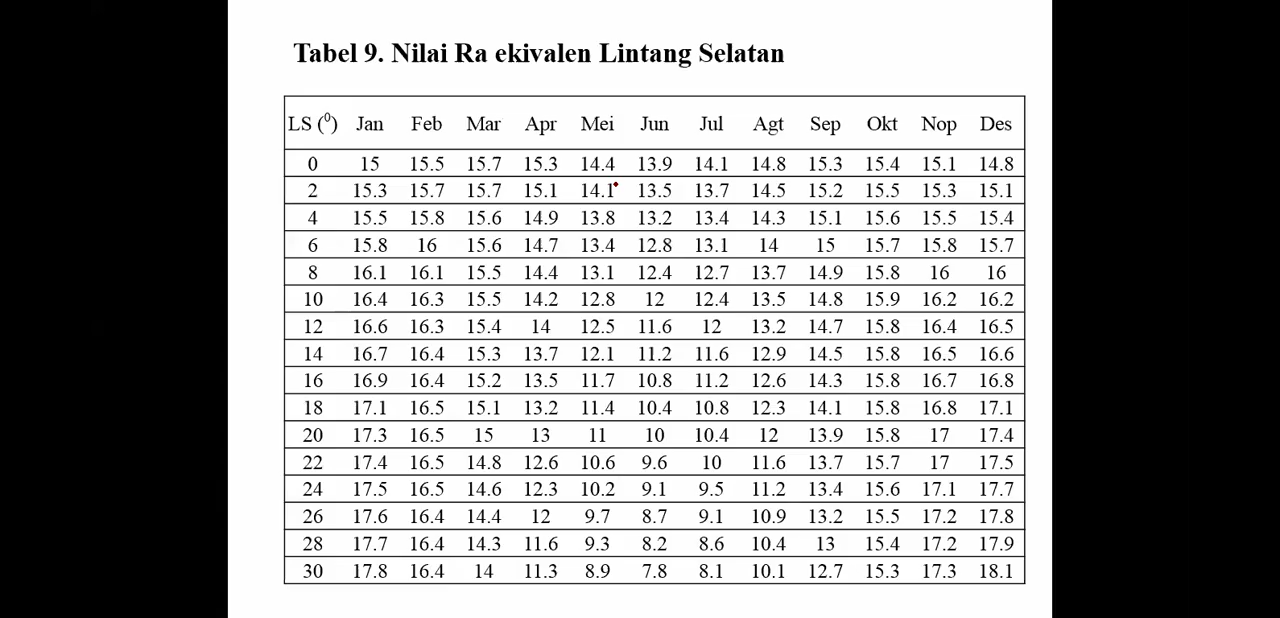 Tabel 9. Nilai Ra ekivalen Lintang Selatan
LS (⁰) Jan Feb Mar Apr Mei Jun Jul Agt Sep Okt Nop Des
0 15 15.5 15.7 15.3 14.4 13.9 14.1 14.8 15.3 15.4 15.1 14.8
2 15.3 15.7 15.7 15.1 14.1 13.5 13.7 14.5 15.2 15.5 15.3 15.1
4 15.5 15.8 15.6 14.9 13.8 13.2 13.4 14.3 15.1 15.6 15.5 15.4
6 15.8 16 15.6 14.7 13.4 12.8 13.1 14 15 15.7 15.8 15.7
8 16.1 16.1 15.5 14.4 13.1 12.4 12.7 13.7 14.9 15.8 16 16
10 16.4 16.3 15.5 14.2 12.8 12 12.4 13.5 14.8 15.9 16.2 16.2
12 16.6 16.3 15.4 14 12.5 11.6 12 13.2 14.7 15.8 16.4 16.5
14 16.7 16.4 15.3 13.7 12.1 11.2 11.6 12.9 14.5 15.8 16.5 16.6
16 16.9 16.4 15.2 13.5 11.7 10.8 11.2 12.6 14.3 15.8 16.7 16.8
18 17.1 16.5 15.1 13.2 11.4 10.4 10.8 12.3 14.1 15.8 16.8 17.1
20 17.3 16.5 15 13 11 10 10.4 12 13.9 15.8 17 17.4
22 17.4 16.5 14.8 12.6 10.6 9.6 10 11.6 13.7 15.7 17 17.5
24 17.5 16.5 14.6 12.3 10.2 9.1 9.5 11.2 13.4 15.6 17.1 17.7
26 17.6 16.4 14.4 12 9.7 8.7 9.1 10.9 13.2 15.5 17.2 17.8
28 17.7 16.4 14.3 11.6 9.3 8.2 8.6 10.4 13 15.4 17.2 17.9
30 17.8 16.4 14 11.3 8.9 7.8 8.1 10.1 12.7 15.3 17.3 18.1